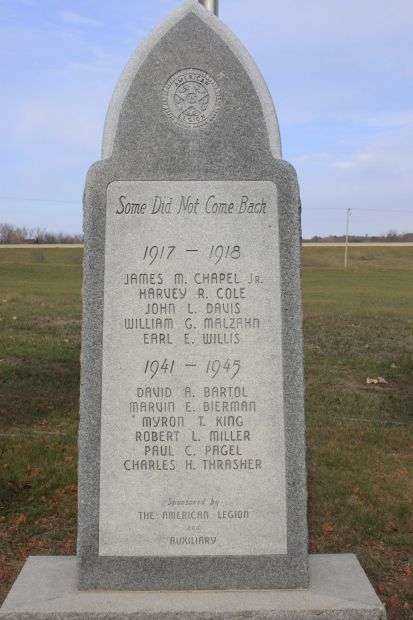 AMERICAN
LEGION
Some Did Not Come Back
1917 – 1918
JAMES M. CHAPEL Jr.
HARVEY R. COLE
JOHN L. DAVIS
WILLIAM G. MALZAHN
EARL E. WILLIS
1941 – 1945
DAVID A. BARTOL
MARVIN E. BIERMAN
MYRON T. KING
ROBERT L. MILLER
PAUL C. PAGEL
CHARLES H. THRASHER
Sponsored by
THE AMERICAN LEGION
and
AUXILIARY